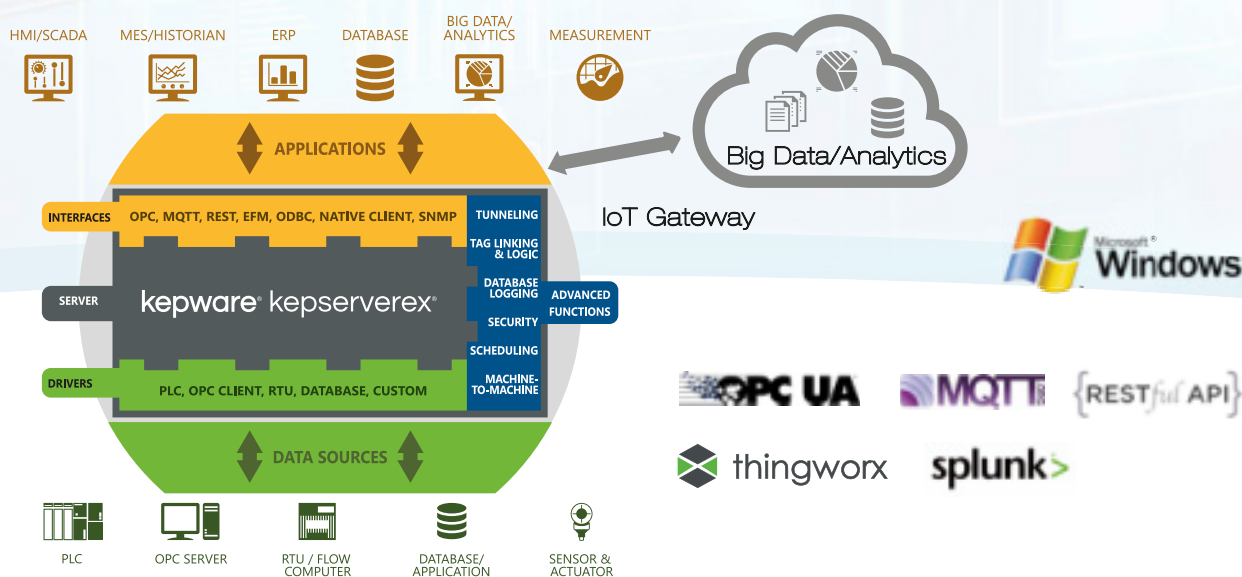 HMI/SCADA
MES/HISTORIAN
ERP
DATABASE
BIG DATA/
ANALYTICS
MEASUREMENT
APPLICATIONS
INTERFACES
OPC, MQTT, REST, EFM, ODBC, NATIVE CLIENT, SNMP
SERVER
kepware® kepserverex®
DRIVERS
PLC, OPC CLIENT, RTU, DATABASE, CUSTOM
TUNNELING
TAG LINKING
& LOGIC
DATABASE
LOGGING
SECURITY
SCHEDULING
MACHINE-
TO-MACHINE
ADVANCED
FUNCTIONS
DATA SOURCES
PLC
OPC SERVER
RTU / FLOW
COMPUTER
DATABASE/
APPLICATION
SENSOR &
ACTUATOR
Big Data/Analytics
IoT Gateway
Microsoft®
Windows
OPC UA
MQTT
{RESTful API}
thingworx
splunk>